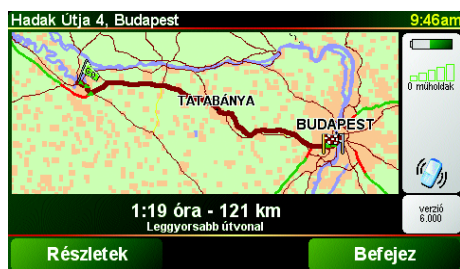 Hadak Útja 4, Budapest 9:46am
0 műholdak
TATABÁNYA
BUDAPEST
verzió
6.000
1:19 óra - 121 km
Leggyorsabb útvonal
Részletek Befejez